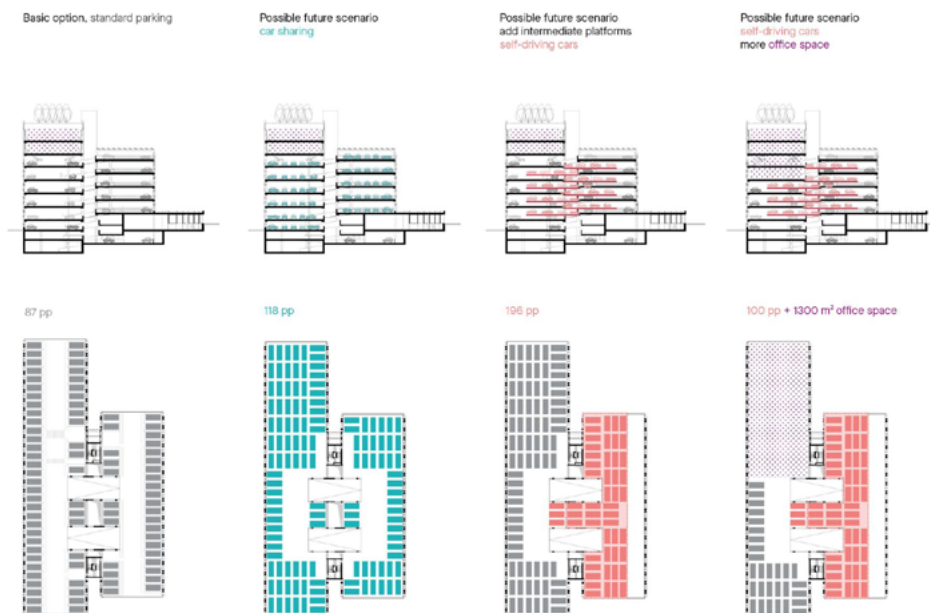 Basic option, standard parking
Possible future scenario
car sharing
Possible future scenario
add intermediate platforms
self-driving cars
Possible future scenario
self-driving cars
more office space
87 pp
118 pp
196 pp
100 pp + 1300 m² office space